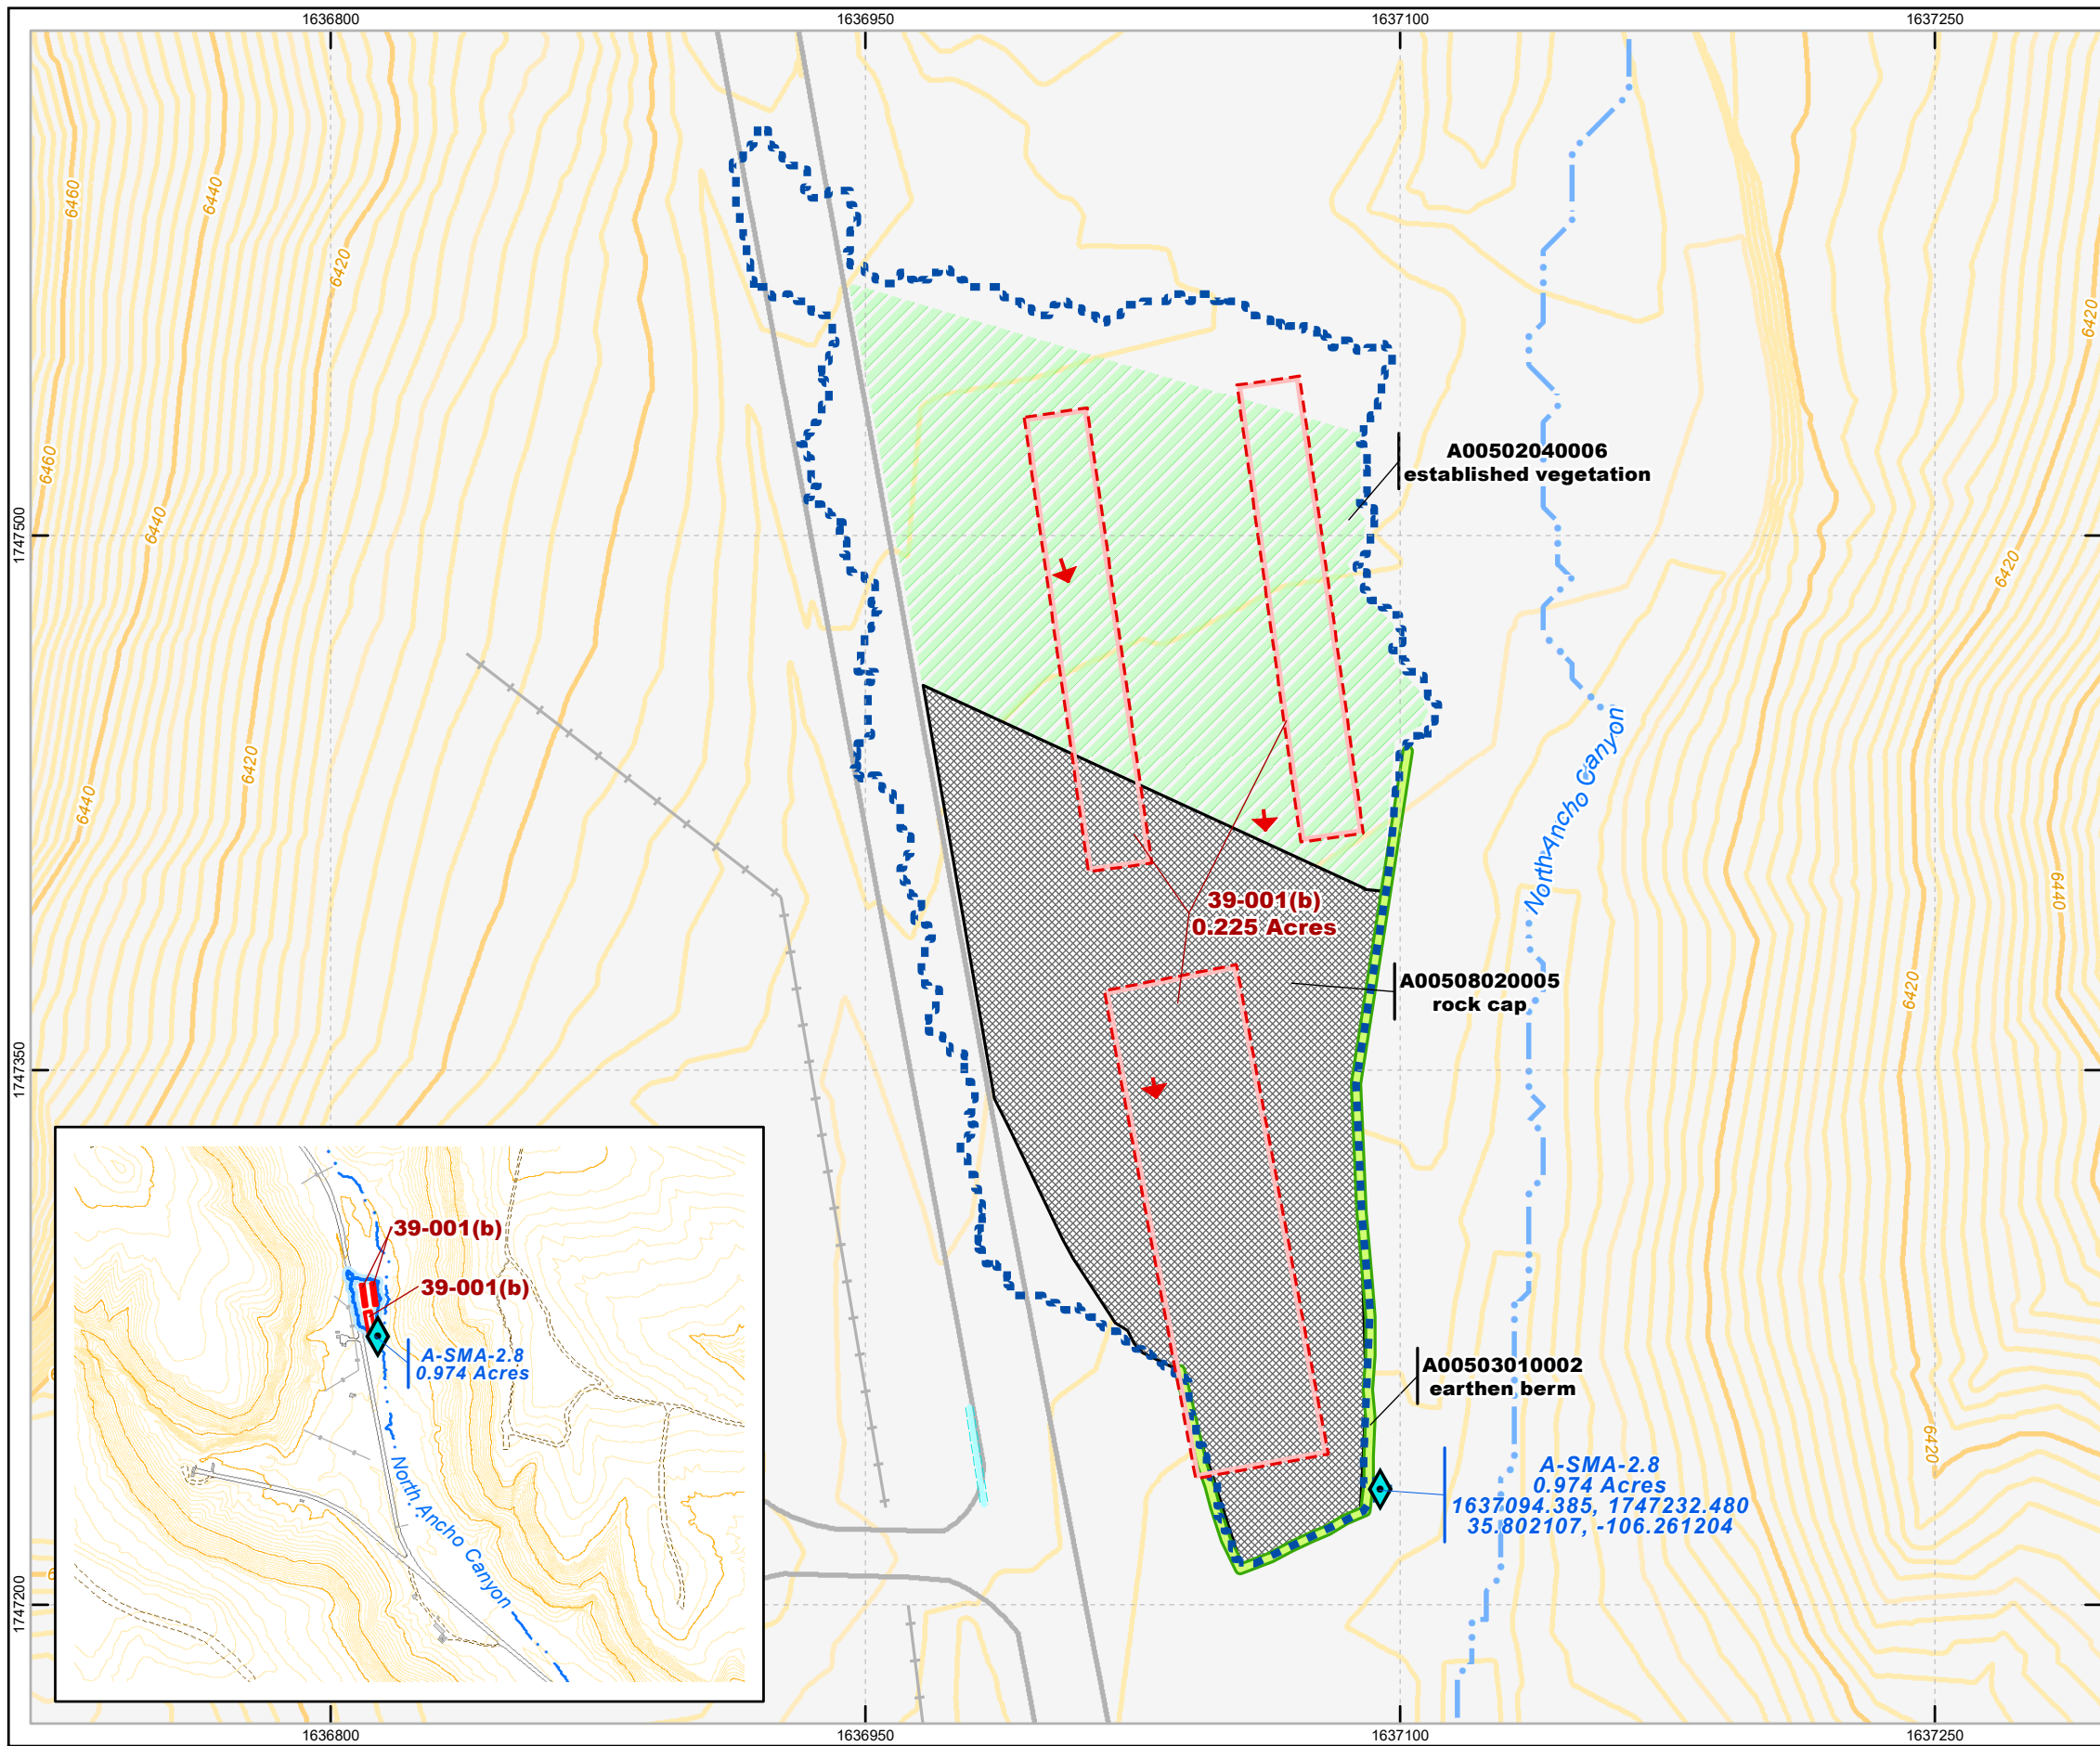 1636800
1636950
1637100
1637250
6460
6440
6420
6420
A00502040006
established vegetation
6460
6440
1747500
6420
North Ancho Canyon
6420
6440
39-001(b)
0.225 Acres
6440
6420
A00508020005
rock cap
1747350
39-001(b)
39-001(b)
A-SMA-2.8
0.974 Acres
North Ancho Canyon
A00503010002
earthen berm
6420
A-SMA-2.8
0.974 Acres
1637094.385, 1747232.480
35.802107, -106.261204
1747200
1636800
1636950
1637100
1637250